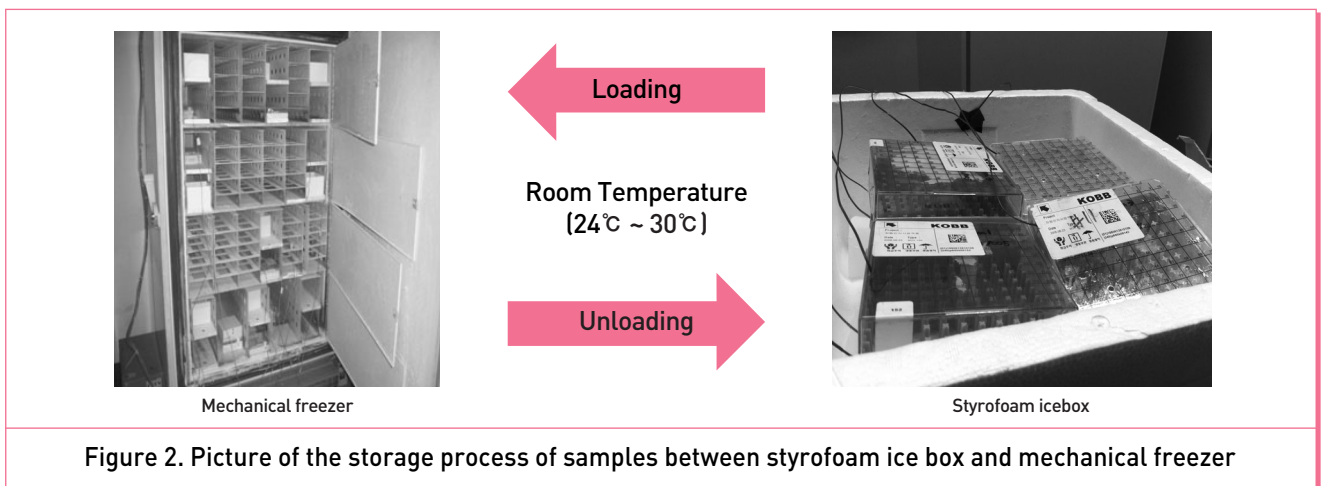 Loading
Room Temperature
(24℃ ~ 30℃)
Unloading
KOBB
KOBB
Mechanical freezer
Styrofoam icebox
Figure 2. Picture of the storage process of samples between styrofoam ice box and mechanical freezer